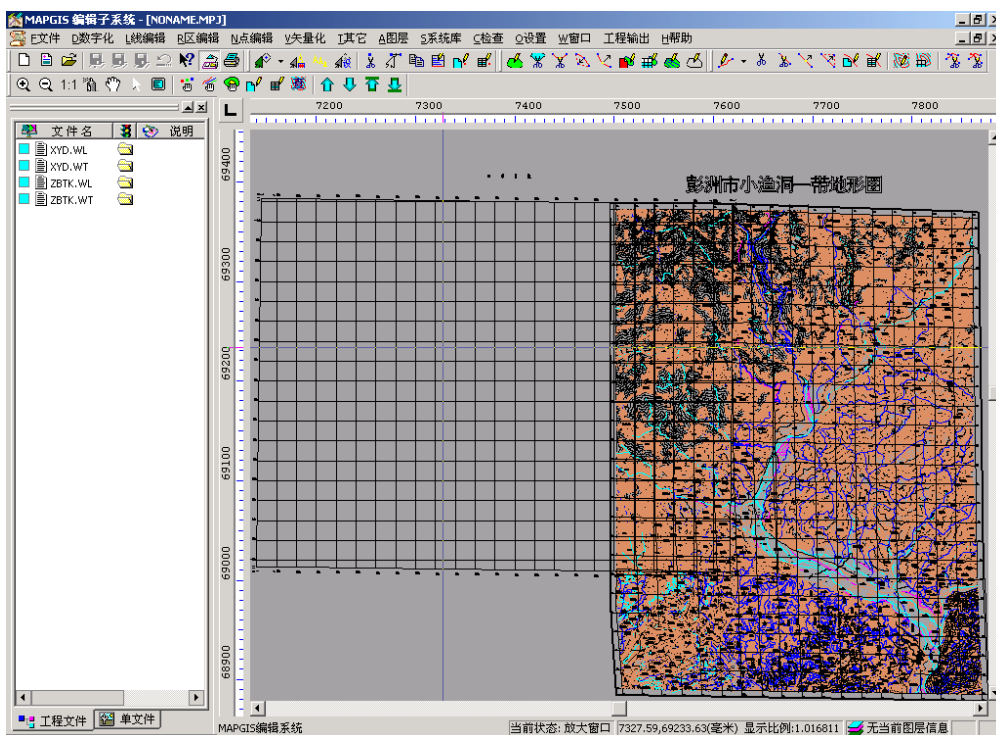 MAPGIS 编辑子系统 - [NONAME.MPJ]
F文件 D数字化 L线编辑 R区编辑 N点编辑 V矢量化 I其它 A图层 S系统库 C检查 O设置 W窗口 工程输出 H帮助
1:1
文件名 说明
XYD.WL
XYD.WT
ZBTK.WL
ZBTK.WT
工程文件 单文件
L 7200 7300 7400 7500 7600 7700 7800
69400
69300
69200
69100
69000
68900
彭洲市小渔洞一带地形图
MAPGIS编辑系统 当前状态: 放大窗口 7327.59,69233.63(毫米) 显示比例:1.016811 无当前图层信息